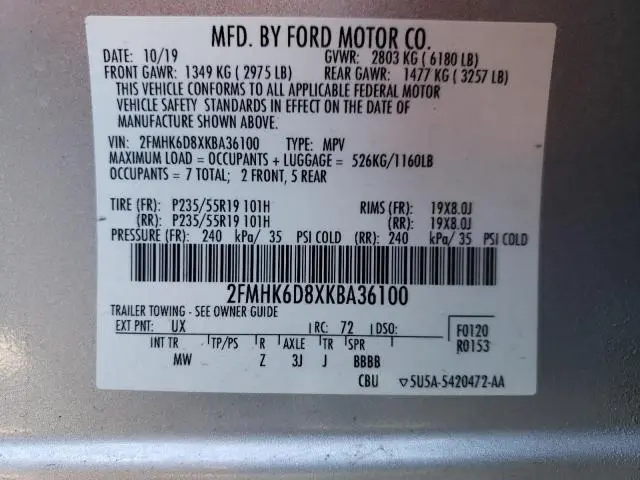 MFD. BY FORD MOTOR CO.
DATE: 10/19 GVWR: 2803 KG ( 6180 LB)
FRONT GAWR: 1349 KG ( 2975 LB) REAR GAWR: 1477 KG ( 3257 LB)
THIS VEHICLE CONFORMS TO ALL APPLICABLE FEDERAL MOTOR
VEHICLE SAFETY STANDARDS IN EFFECT ON THE DATE OF
MANUFACTURE SHOWN ABOVE.
VIN: 2FMHK6D8XKBA36100 TYPE: MPV
MAXIMUM LOAD = OCCUPANTS + LUGGAGE = 526KG/1160LB
OCCUPANTS = 7 TOTAL; 2 FRONT, 5 REAR
TIRE (FR): P235/55R19 101H RIMS (FR): 19X8.0J
(RR): P235/55R19 101H (RR): 19X8.0J
PRESSURE (FR): 240 kPa/ 35 PSI COLD (RR): 240 kPa/ 35 PSI COLD
2FMHK6D8XKBA36100
TRAILER TOWING - SEE OWNER GUIDE
EXT PNT: UX RC: 72 DSO: F0120
INT TR TP/PS R AXLE TR SPR R0153
MW Z 3J J BBBB
CBU ▽5U5A-5420472-AA